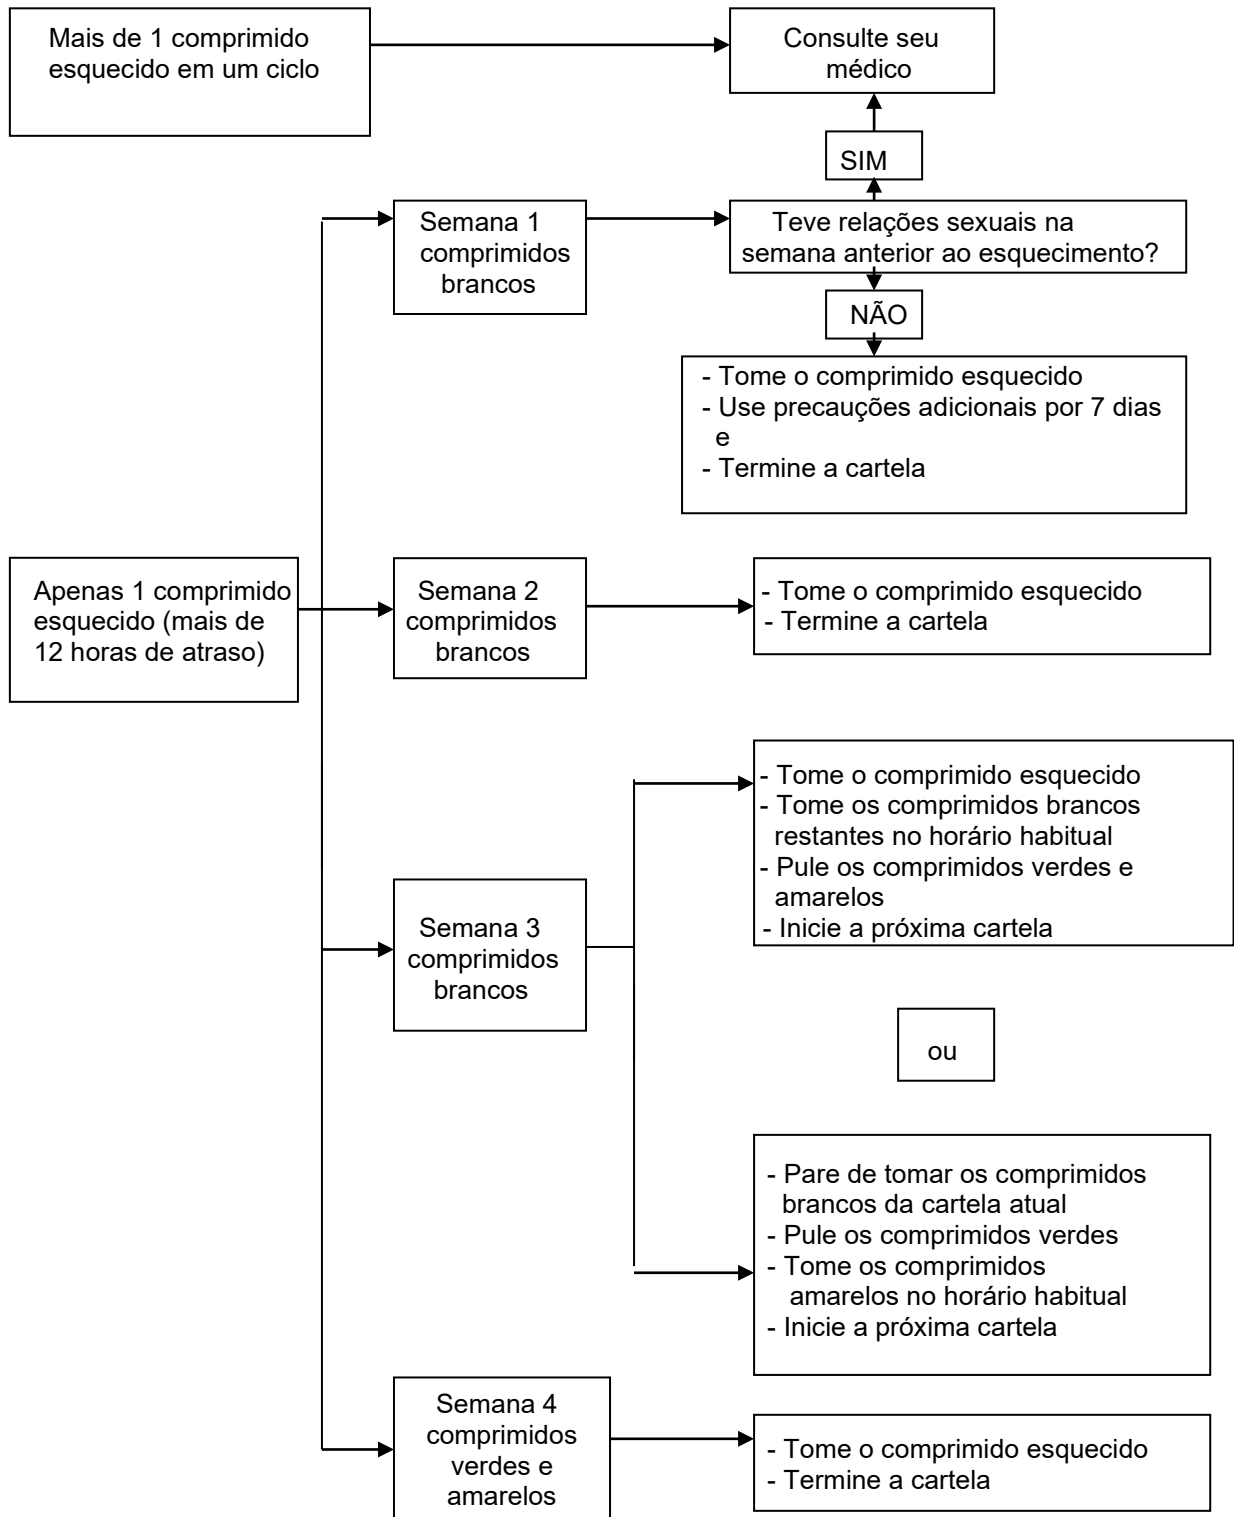 Mais de 1 comprimido
esquecido em um ciclo
Consulte seu
médico
SIM
Semana 1
comprimidos
brancos
Teve relações sexuais na
semana anterior ao esquecimento?
NÃO
- Tome o comprimido esquecido
- Use precauções adicionais por 7 dias
e
- Termine a cartela
Apenas 1 comprimido
esquecido (mais de
12 horas de atraso)
Semana 2
comprimidos
brancos
- Tome o comprimido esquecido
- Termine a cartela
Semana 3
comprimidos
brancos
- Tome o comprimido esquecido
- Tome os comprimidos brancos
restantes no horário habitual
- Pule os comprimidos verdes e
amarelos
- Inicie a próxima cartela
ou
- Pare de tomar os comprimidos
brancos da cartela atual
- Pule os comprimidos verdes
- Tome os comprimidos
amarelos no horário habitual
- Inicie a próxima cartela
Semana 4
comprimidos
verdes e
amarelos
- Tome o comprimido esquecido
- Termine a cartela